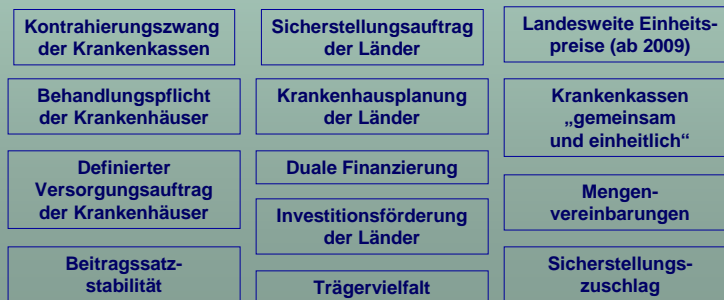 Kontrahierungszwang
der Krankenkassen
Behandlungspflicht
der Krankenhäuser
Definierter
Versorgungsauftrag
der Krankenhäuser
Beitragssatz-
stabilität
Sicherstellungsauftrag
der Länder
Krankenhausplanung
der Länder
Duale Finanzierung
Investitionsförderung
der Länder
Trägervielfalt
Landesweite Einheits-
preise (ab 2009)
Krankenkassen
„gemeinsam
und einheitlich“
Mengen-
vereinbarungen
Sicherstellungs-
zuschlag